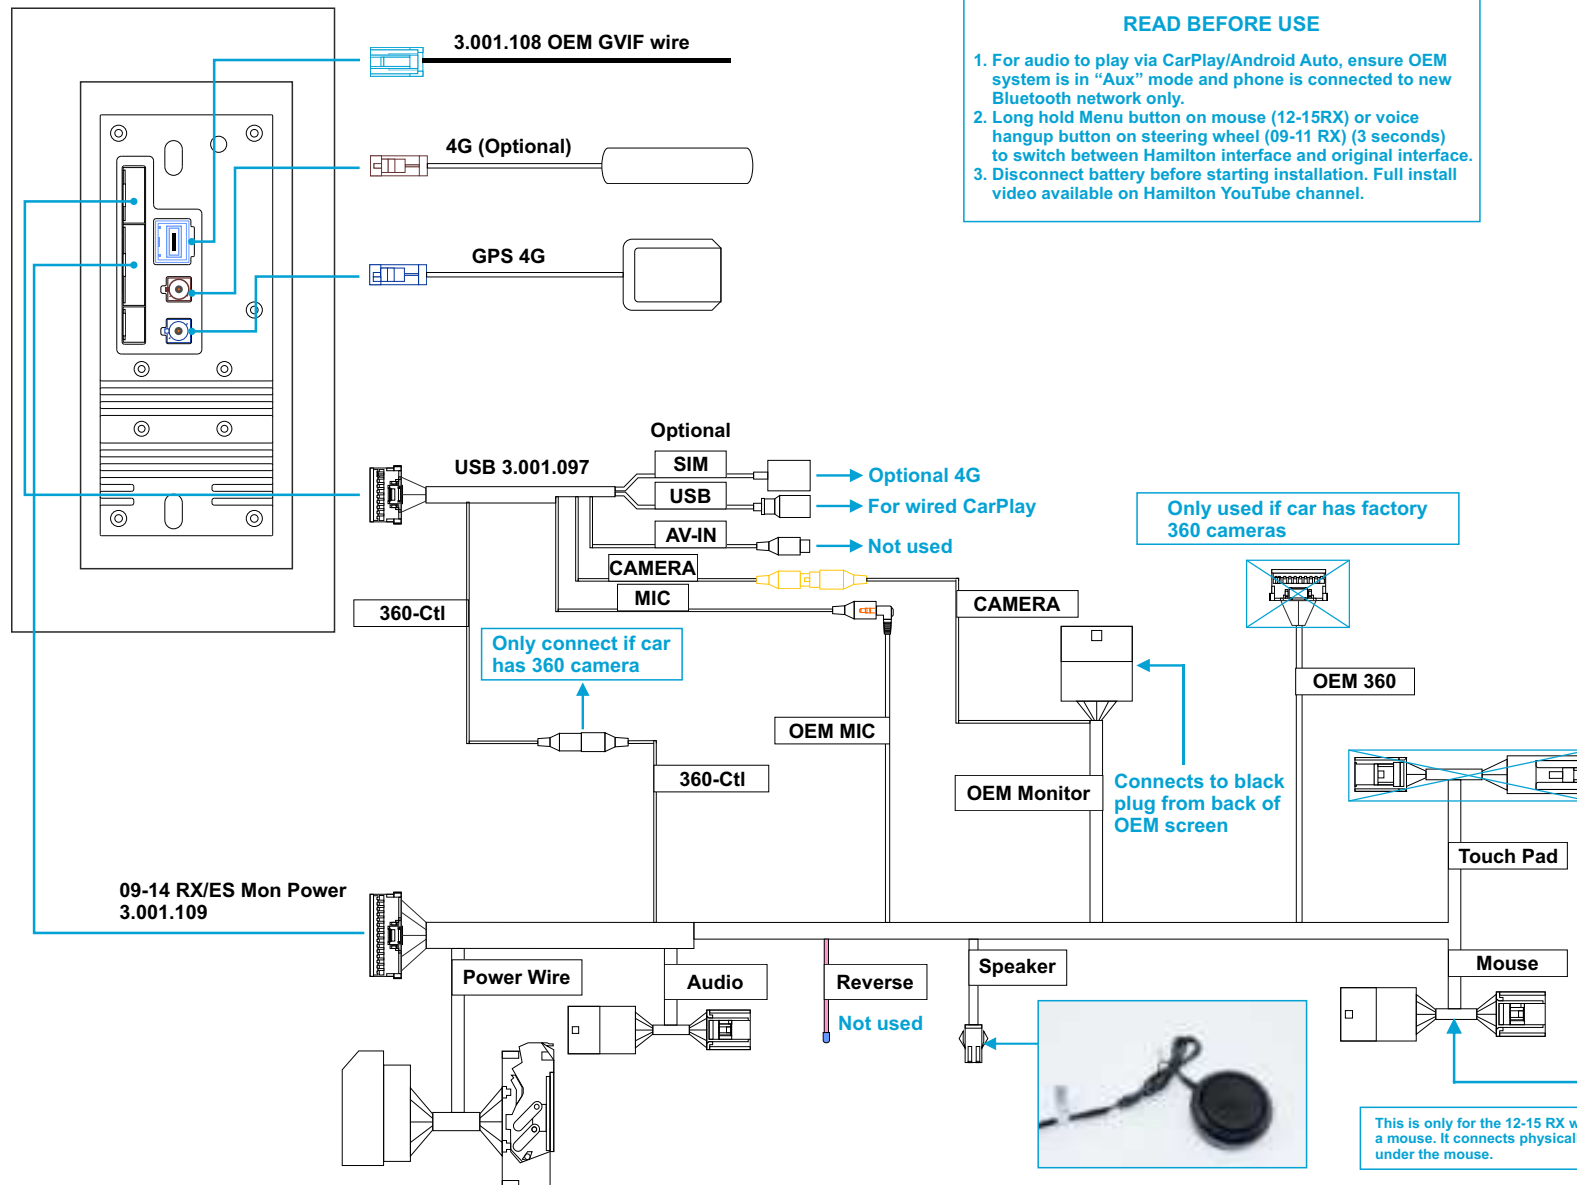 READ BEFORE USE
1. For audio to play via CarPlay/Android Auto, ensure OEM
system is in “Aux” mode and phone is connected to new
Bluetooth network only.
2. Long hold Menu button on mouse (12-15RX) or voice
hangup button on steering wheel (09-11 RX) (3 seconds)
to switch between Hamilton interface and original interface.
3. Disconnect battery before starting installation. Full install
video available on Hamilton YouTube channel.
3.001.108 OEM GVIF wire
4G (Optional)
GPS 4G
Optional
USB 3.001.097
SIM
Optional 4G
USB
For wired CarPlay
AV-IN
Not used
CAMERA
MIC
360-Ctl
Only connect if car
has 360 camera
CAMERA
Only used if car has factory
360 cameras
OEM 360
OEM MIC
360-Ctl
OEM Monitor
Connects to black
plug from back of
OEM screen
Touch Pad
09-14 RX/ES Mon Power
3.001.109
Power Wire
Audio
Reverse
Not used
Speaker
Mouse
This is only for the 12-15 RX w
a mouse. It connects physicall
under the mouse.